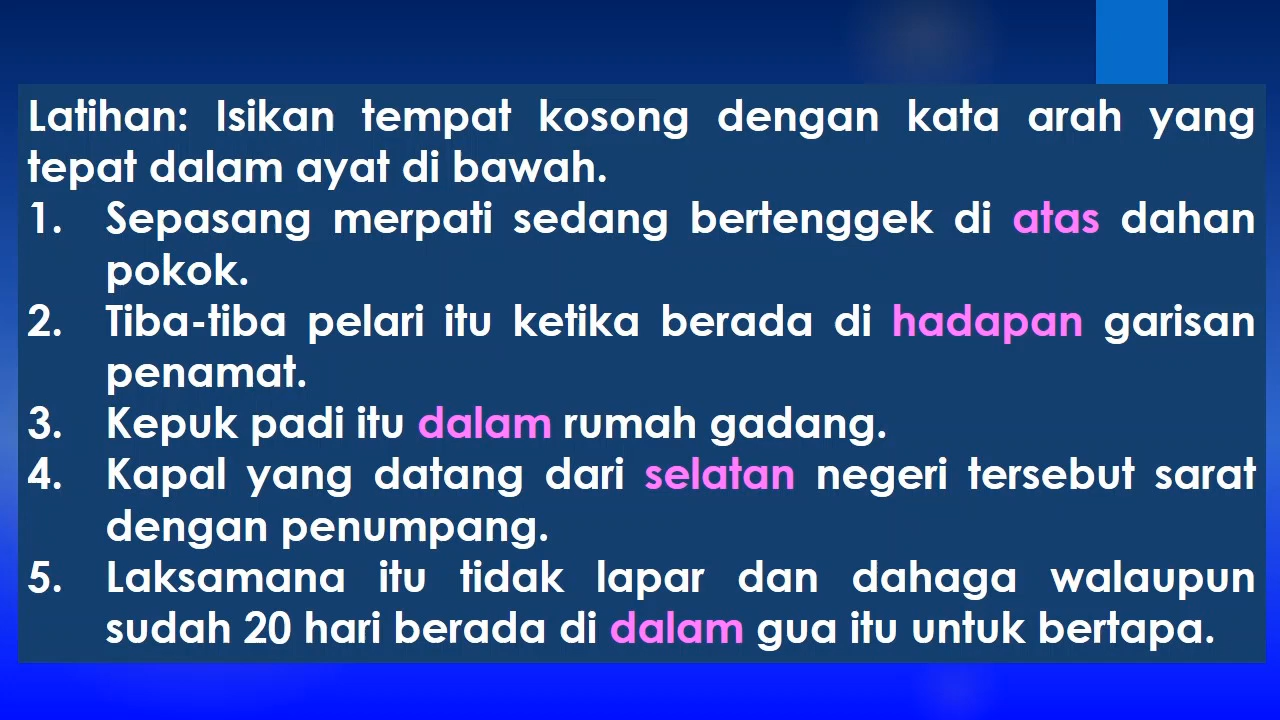 Latihan: Isikan tempat kosong dengan kata arah yang
tepat dalam ayat di bawah.
1. Sepasang merpati sedang bertenggek di atas dahan
pokok.
2. Tiba-tiba pelari itu ketika berada di hadapan garisan
penamat.
3. Kepuk padi itu dalam rumah gadang.
4. Kapal yang datang dari selatan negeri tersebut sarat
dengan penumpang.
5. Laksamana itu tidak lapar dan dahaga walaupun
sudah 20 hari berada di dalam gua itu untuk bertapa.